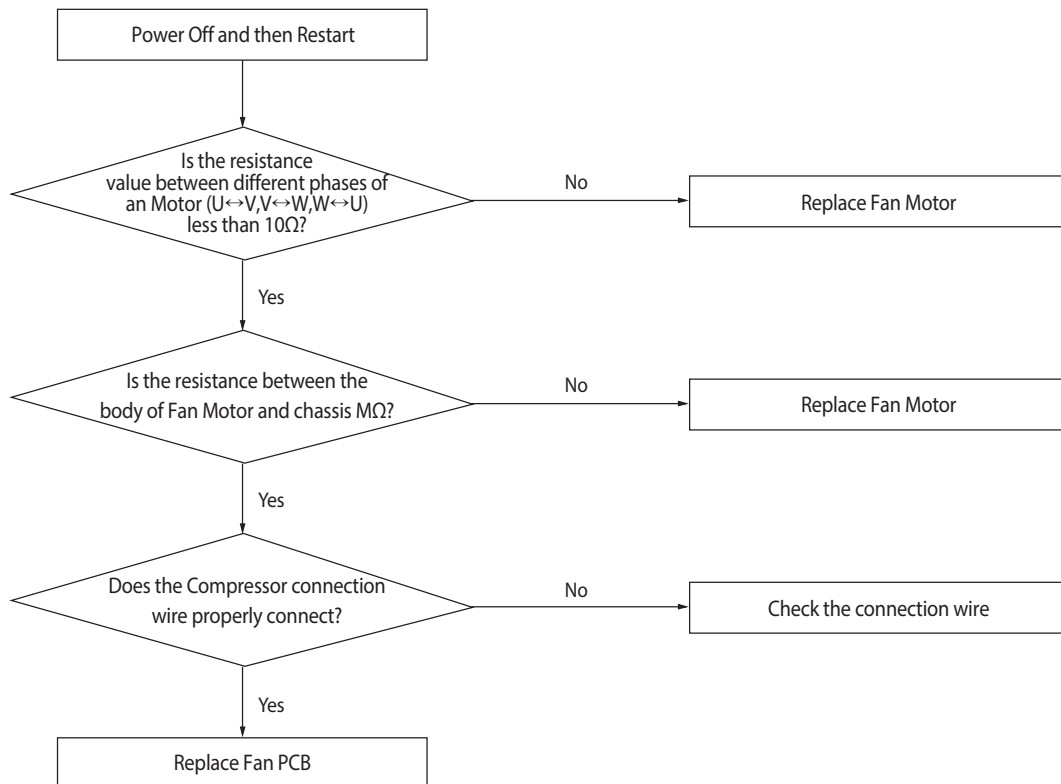 Power Off and then Restart
Is the resistance
value between different phases of
an Motor (U↔V,V↔W,W↔U)
less than 10Ω?
No
Replace Fan Motor
Yes
Is the resistance between the
body of Fan Motor and chassis MΩ?
No
Replace Fan Motor
Yes
Does the Compressor connection
wire properly connect?
No
Check the connection wire
Yes
Replace Fan PCB